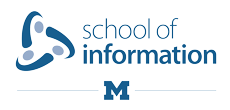 school of
information
M